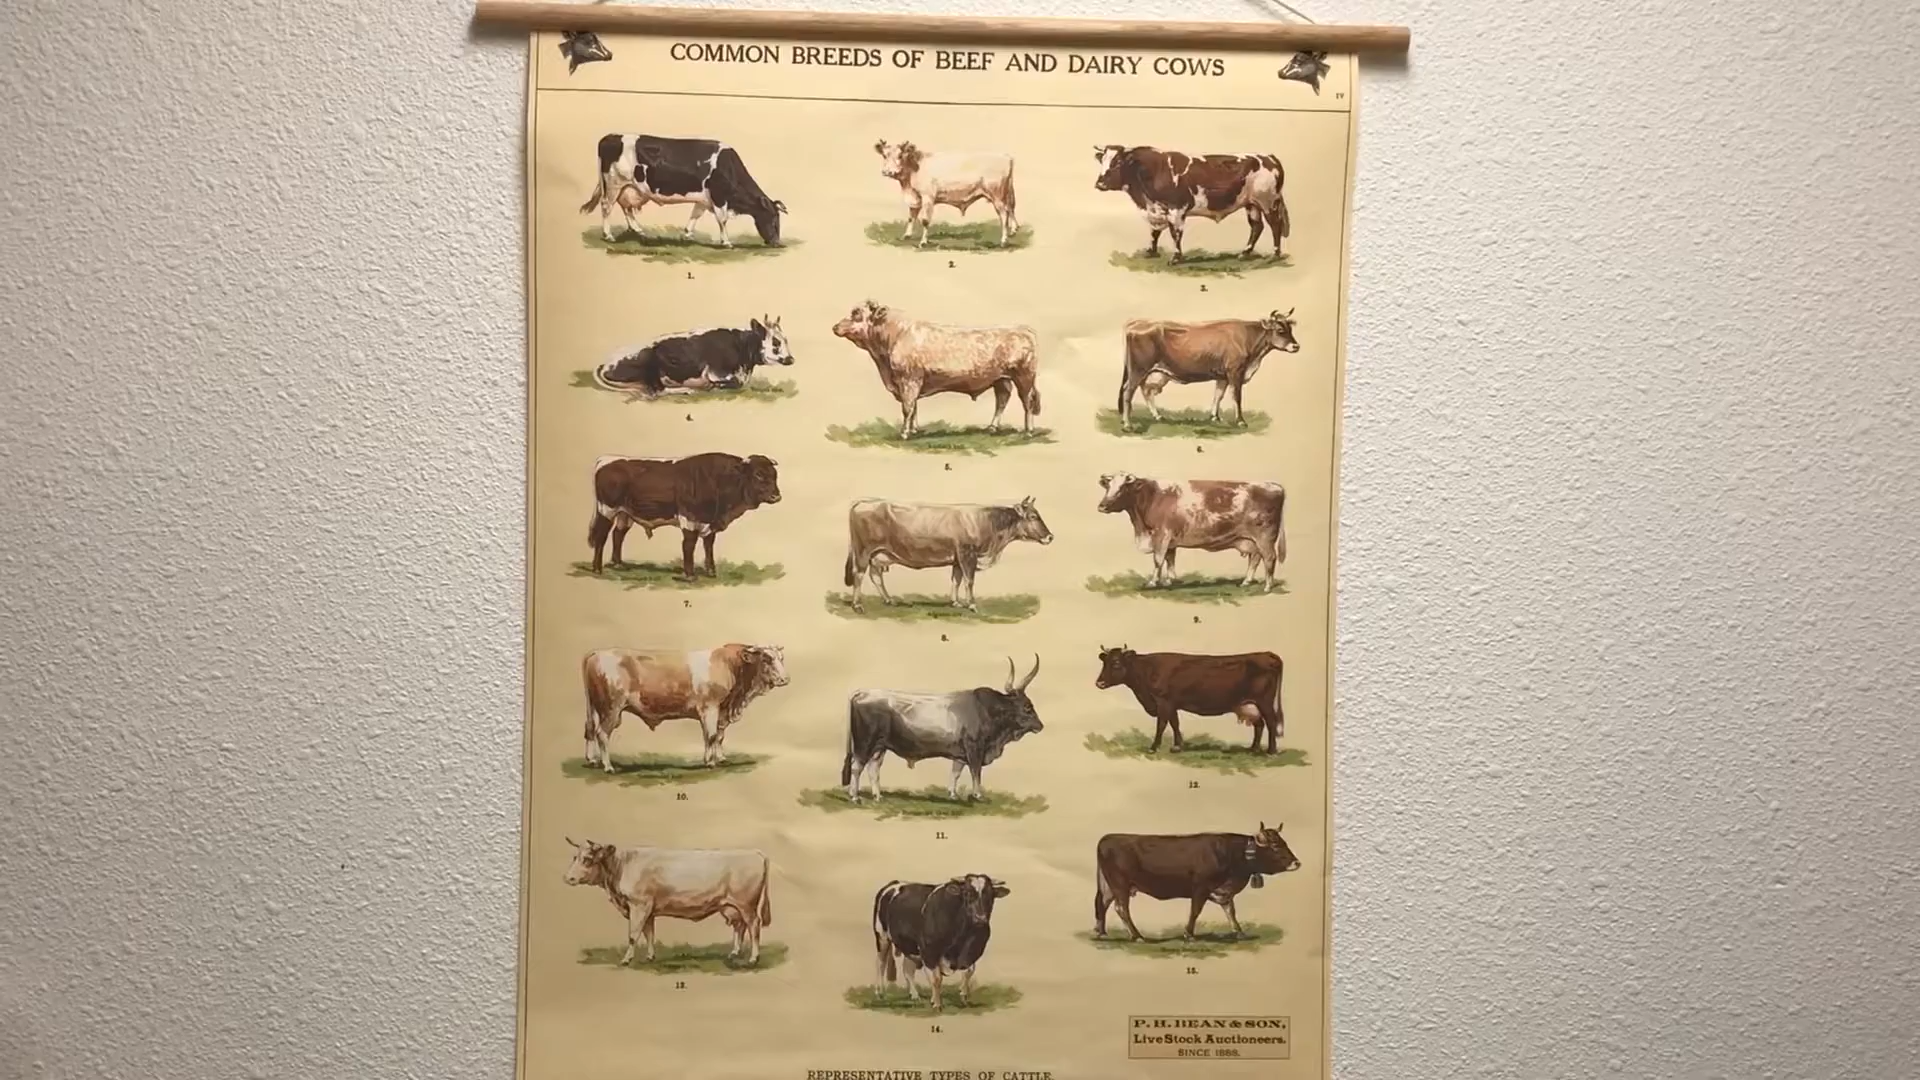 COMMON BREEDS OF BEEF AND DAIRY COWS
IV
1.
2.
3.
4.
5.
6.
7.
8.
9.
10.
11.
12.
13.
14.
15.
P. H. BEAN & SON,
Live Stock Auctioneers.
SINCE 1888.
REPRESENTATIVE TYPES OF CATTLE.